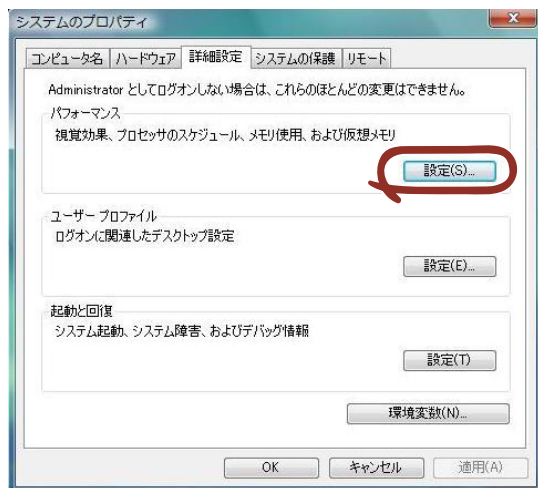 システムのプロパティ
コンピュータ名 ハードウェア 詳細設定 システムの保護 リモート
Administrator としてログオンしない場合は、これらのほとんどの変更はできません。
パフォーマンス
視覚効果、プロセッサのスケジュール、メモリ使用、および仮想メモリ
設定(S)...
ユーザー プロファイル
ログオンに関連したデスクトップ設定
設定(E)...
起動と回復
システム起動、システム障害、およびデバッグ情報
設定(T)
環境変数(N)...
OK キャンセル 適用(A)